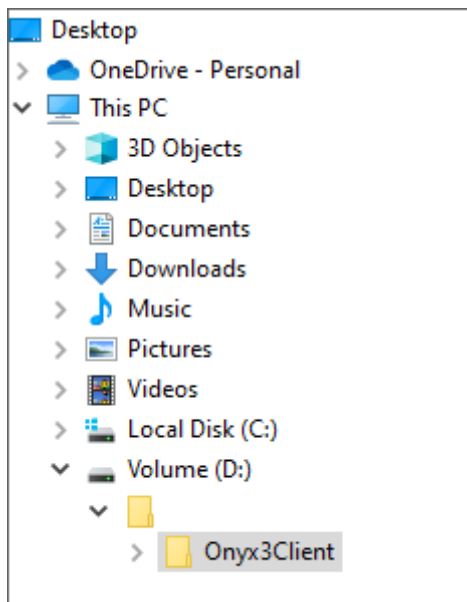 Desktop
OneDrive - Personal
This PC
3D Objects
Desktop
Documents
Downloads
Music
Pictures
Videos
Local Disk (C:)
Volume (D:)
Onyx3Client